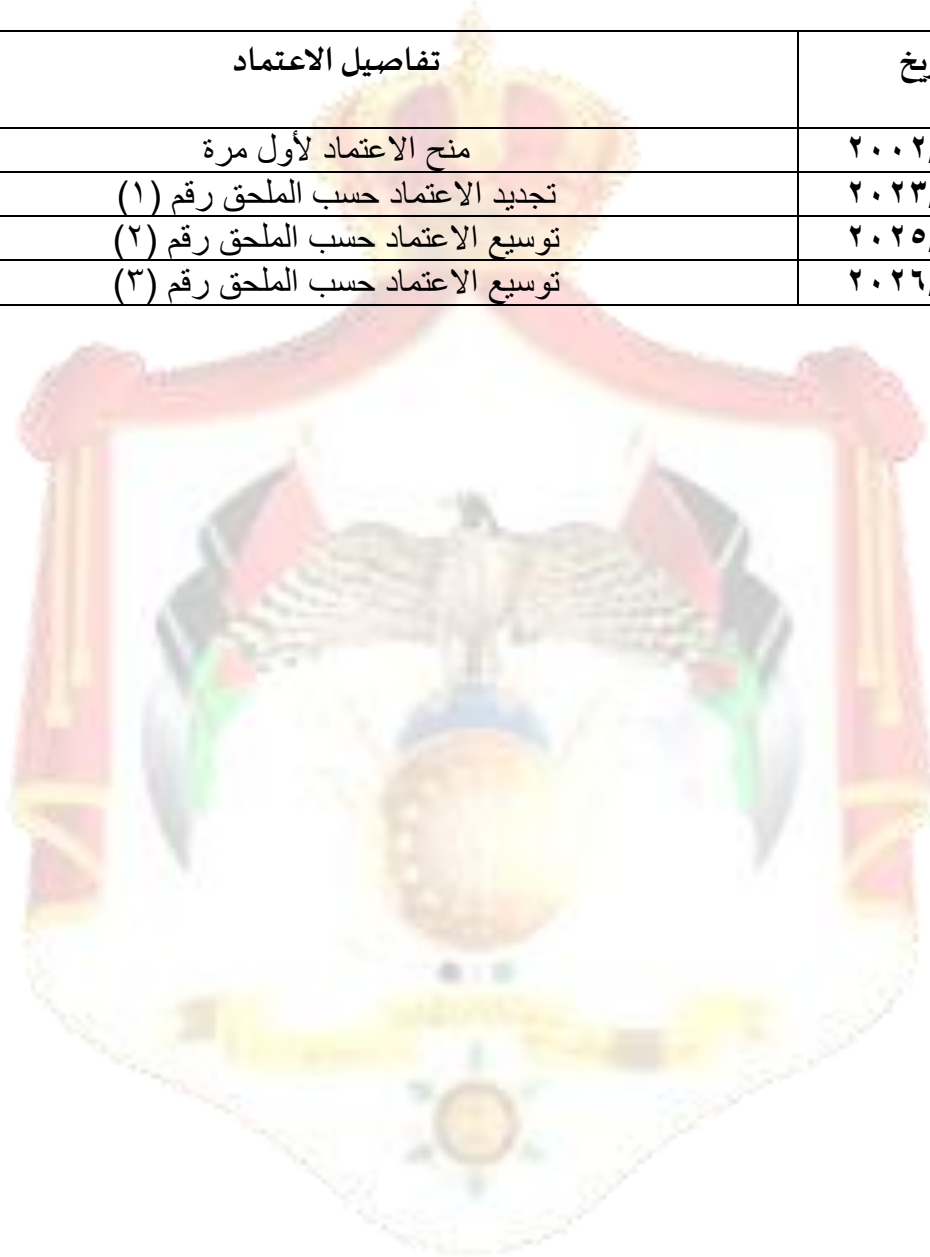 تفاصيل الاعتماد
٢٠٠٢/ منح الاعتماد لأول مرة
٢٠٢٣/ تجديد الاعتماد حسب الملحق رقم (١)
٢٠٢٥/ توسيع الاعتماد حسب الملحق رقم (٢)
٢٠٢٦/ توسيع الاعتماد حسب الملحق رقم (٣)